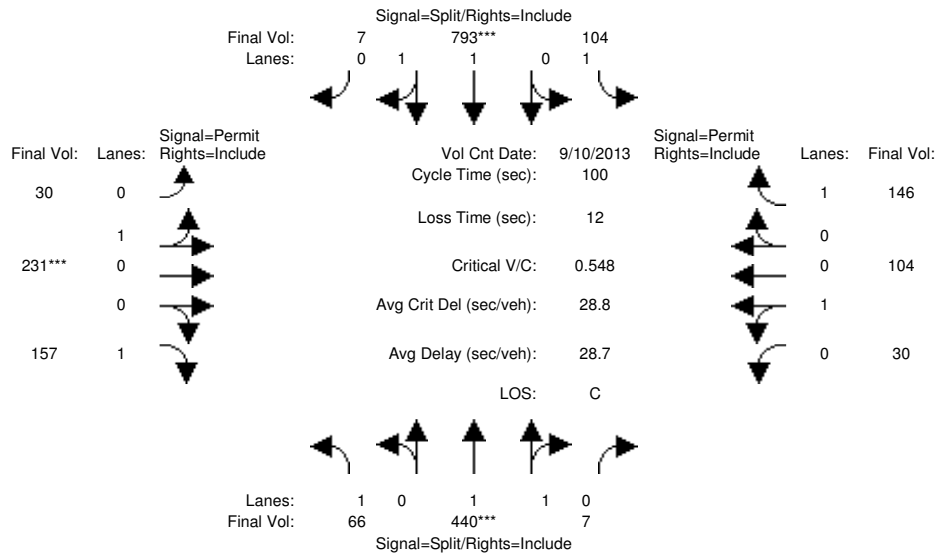 Signal=Split/Rights=Include
Final Vol: 7 793*** 104
Lanes: 0 1 1 0 1
Signal=Permit
Final Vol: Lanes: Rights=Include
Vol Cnt Date: 9/10/2013
Signal=Permit
Rights=Include Lanes: Final Vol:
Cycle Time (sec): 100
30 0
1 146
Loss Time (sec): 12
1
0
231*** 0
Critical V/C: 0.548
0 104
0
Avg Crit Del (sec/veh): 28.8
1
157 1
Avg Delay (sec/veh): 28.7
0 30
LOS: C
Lanes: 1 0 1 1 0
Final Vol: 66 440*** 7
Signal=Split/Rights=Include